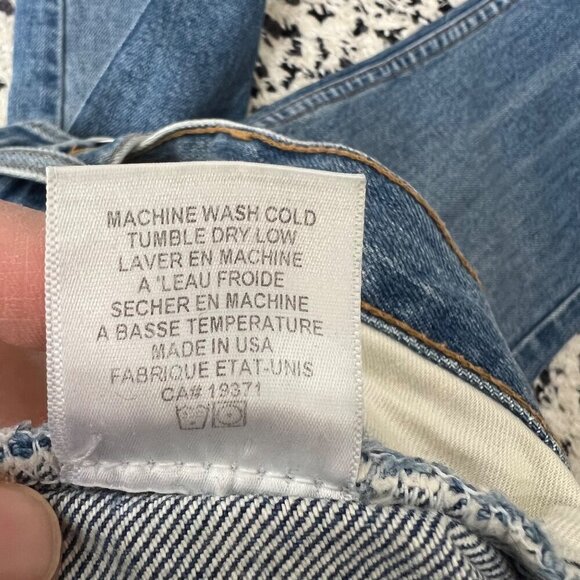 MACHINE WASH COLD
TUMBLE DRY LOW
LAVER EN MACHINE
A 'LEAU FROIDE
SECHER EN MACHINE
A BASSE TEMPERATURE
MADE IN USA
FABRIQUE ETAT-UNIS
CA# 19371